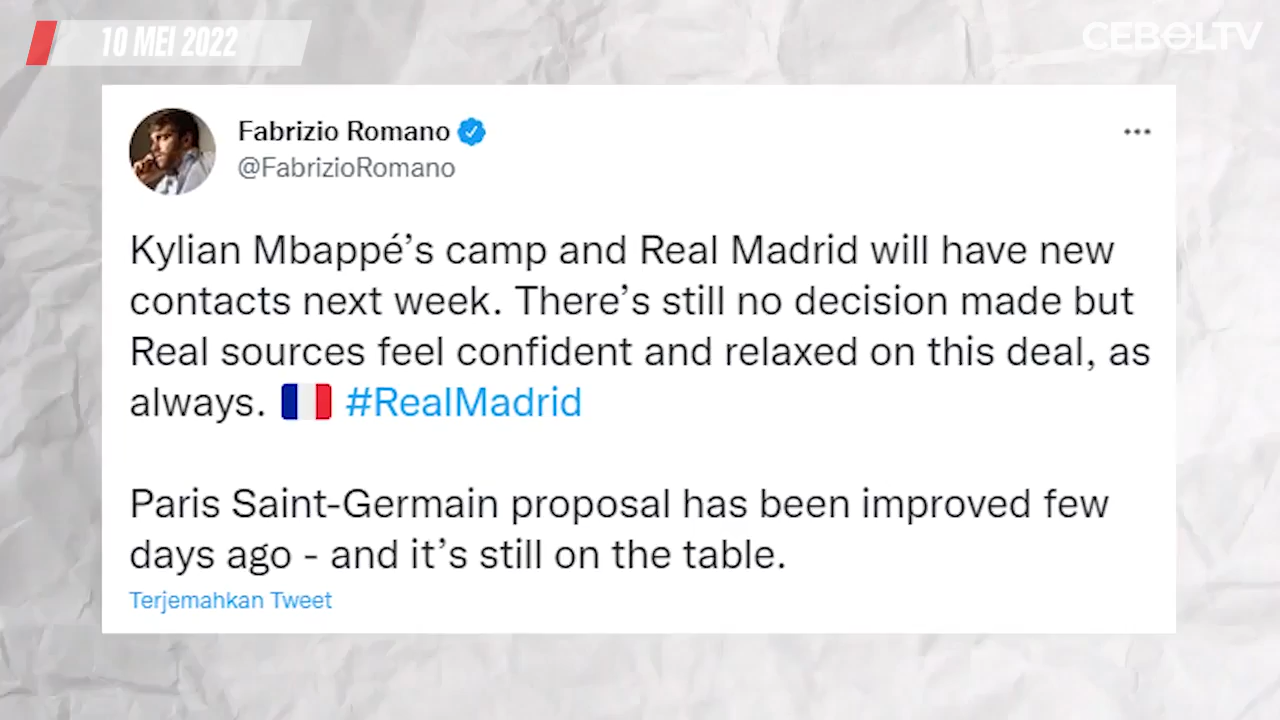 10 MEI 2022
CEBOLTV
Fabrizio Romano
@FabrizioRomano
Kylian Mbappé’s camp and Real Madrid will have new
contacts next week. There’s still no decision made but
Real sources feel confident and relaxed on this deal, as
always. 🇫🇷 #RealMadrid
Paris Saint-Germain proposal has been improved few
days ago - and it’s still on the table.
Terjemahkan Tweet